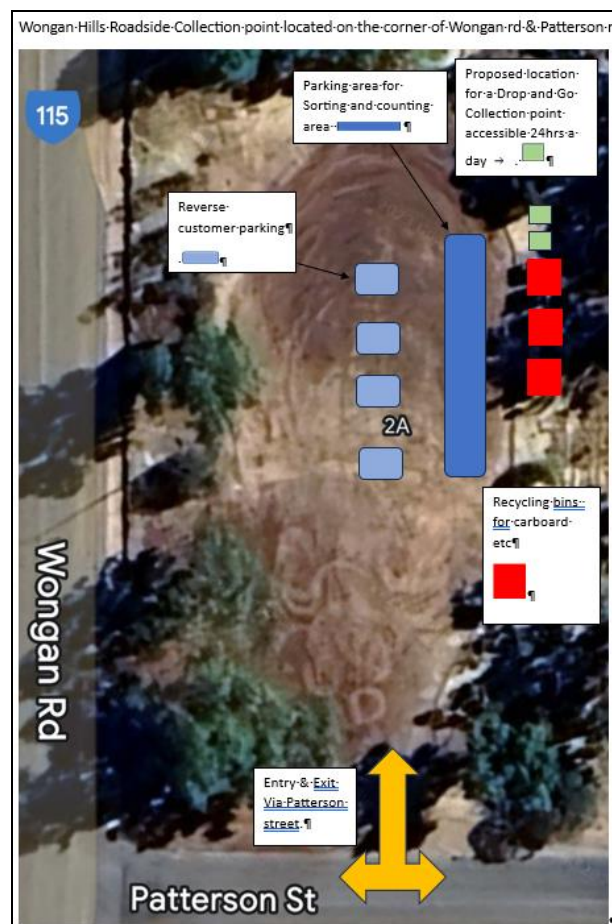 Wongan·Hills·Roadside·Collection·point·located·on·the·corner·of·Wongan·rd·&·Patterson·r
115
Parking·area·for·
Sorting·and·counting·
area·· ¶
Proposed·location·
for·a·Drop·and·Go·
Collection·point·
accessible·24hrs·a·
day → . ¶
Reverse·
customer·parking¶
. ¶
2A
Recycling·bins··
for·carboard·
etc¶
¶
Wongan Rd
Entry·&·Exit·
Via·Patterson·
street.¶
Patterson St